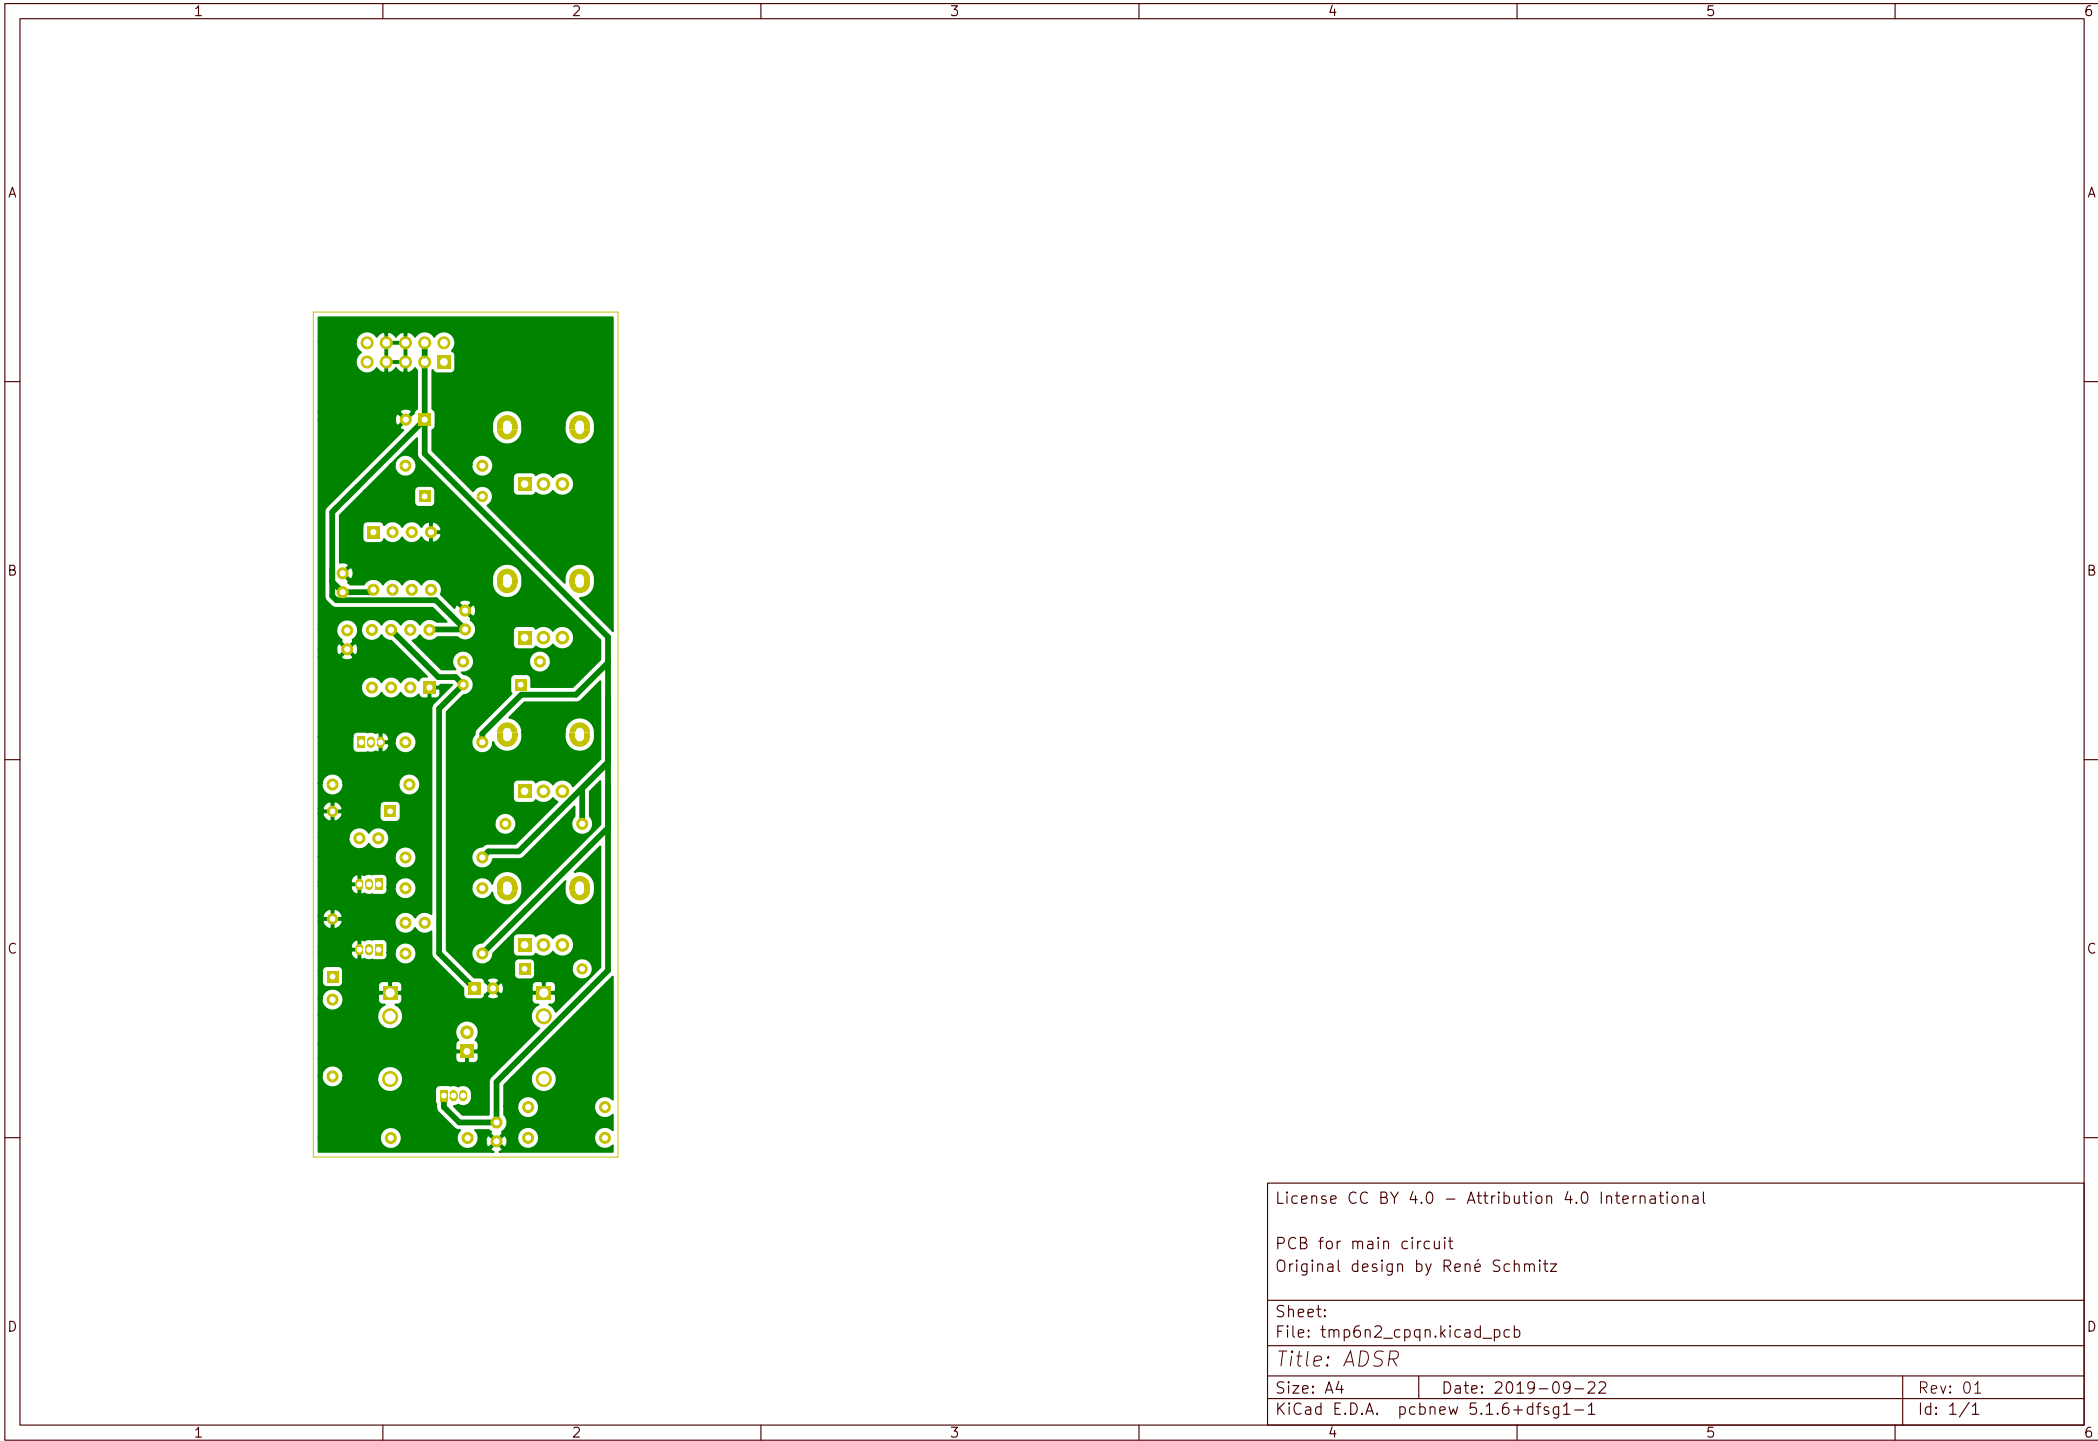 1 2 3 4 5 6
A A
B B
C C
License CC BY 4.0 – Attribution 4.0 International
PCB for main circuit
Original design by René Schmitz
Sheet:
D D
File: tmp6n2_cpqn.kicad_pcb
Title: ADSR
Size: A4 Date: 2019-09-22 Rev: 01
KiCad E.D.A. pcbnew 5.1.6+dfsg1-1 Id: 1/1
1 2 3 4 5 6